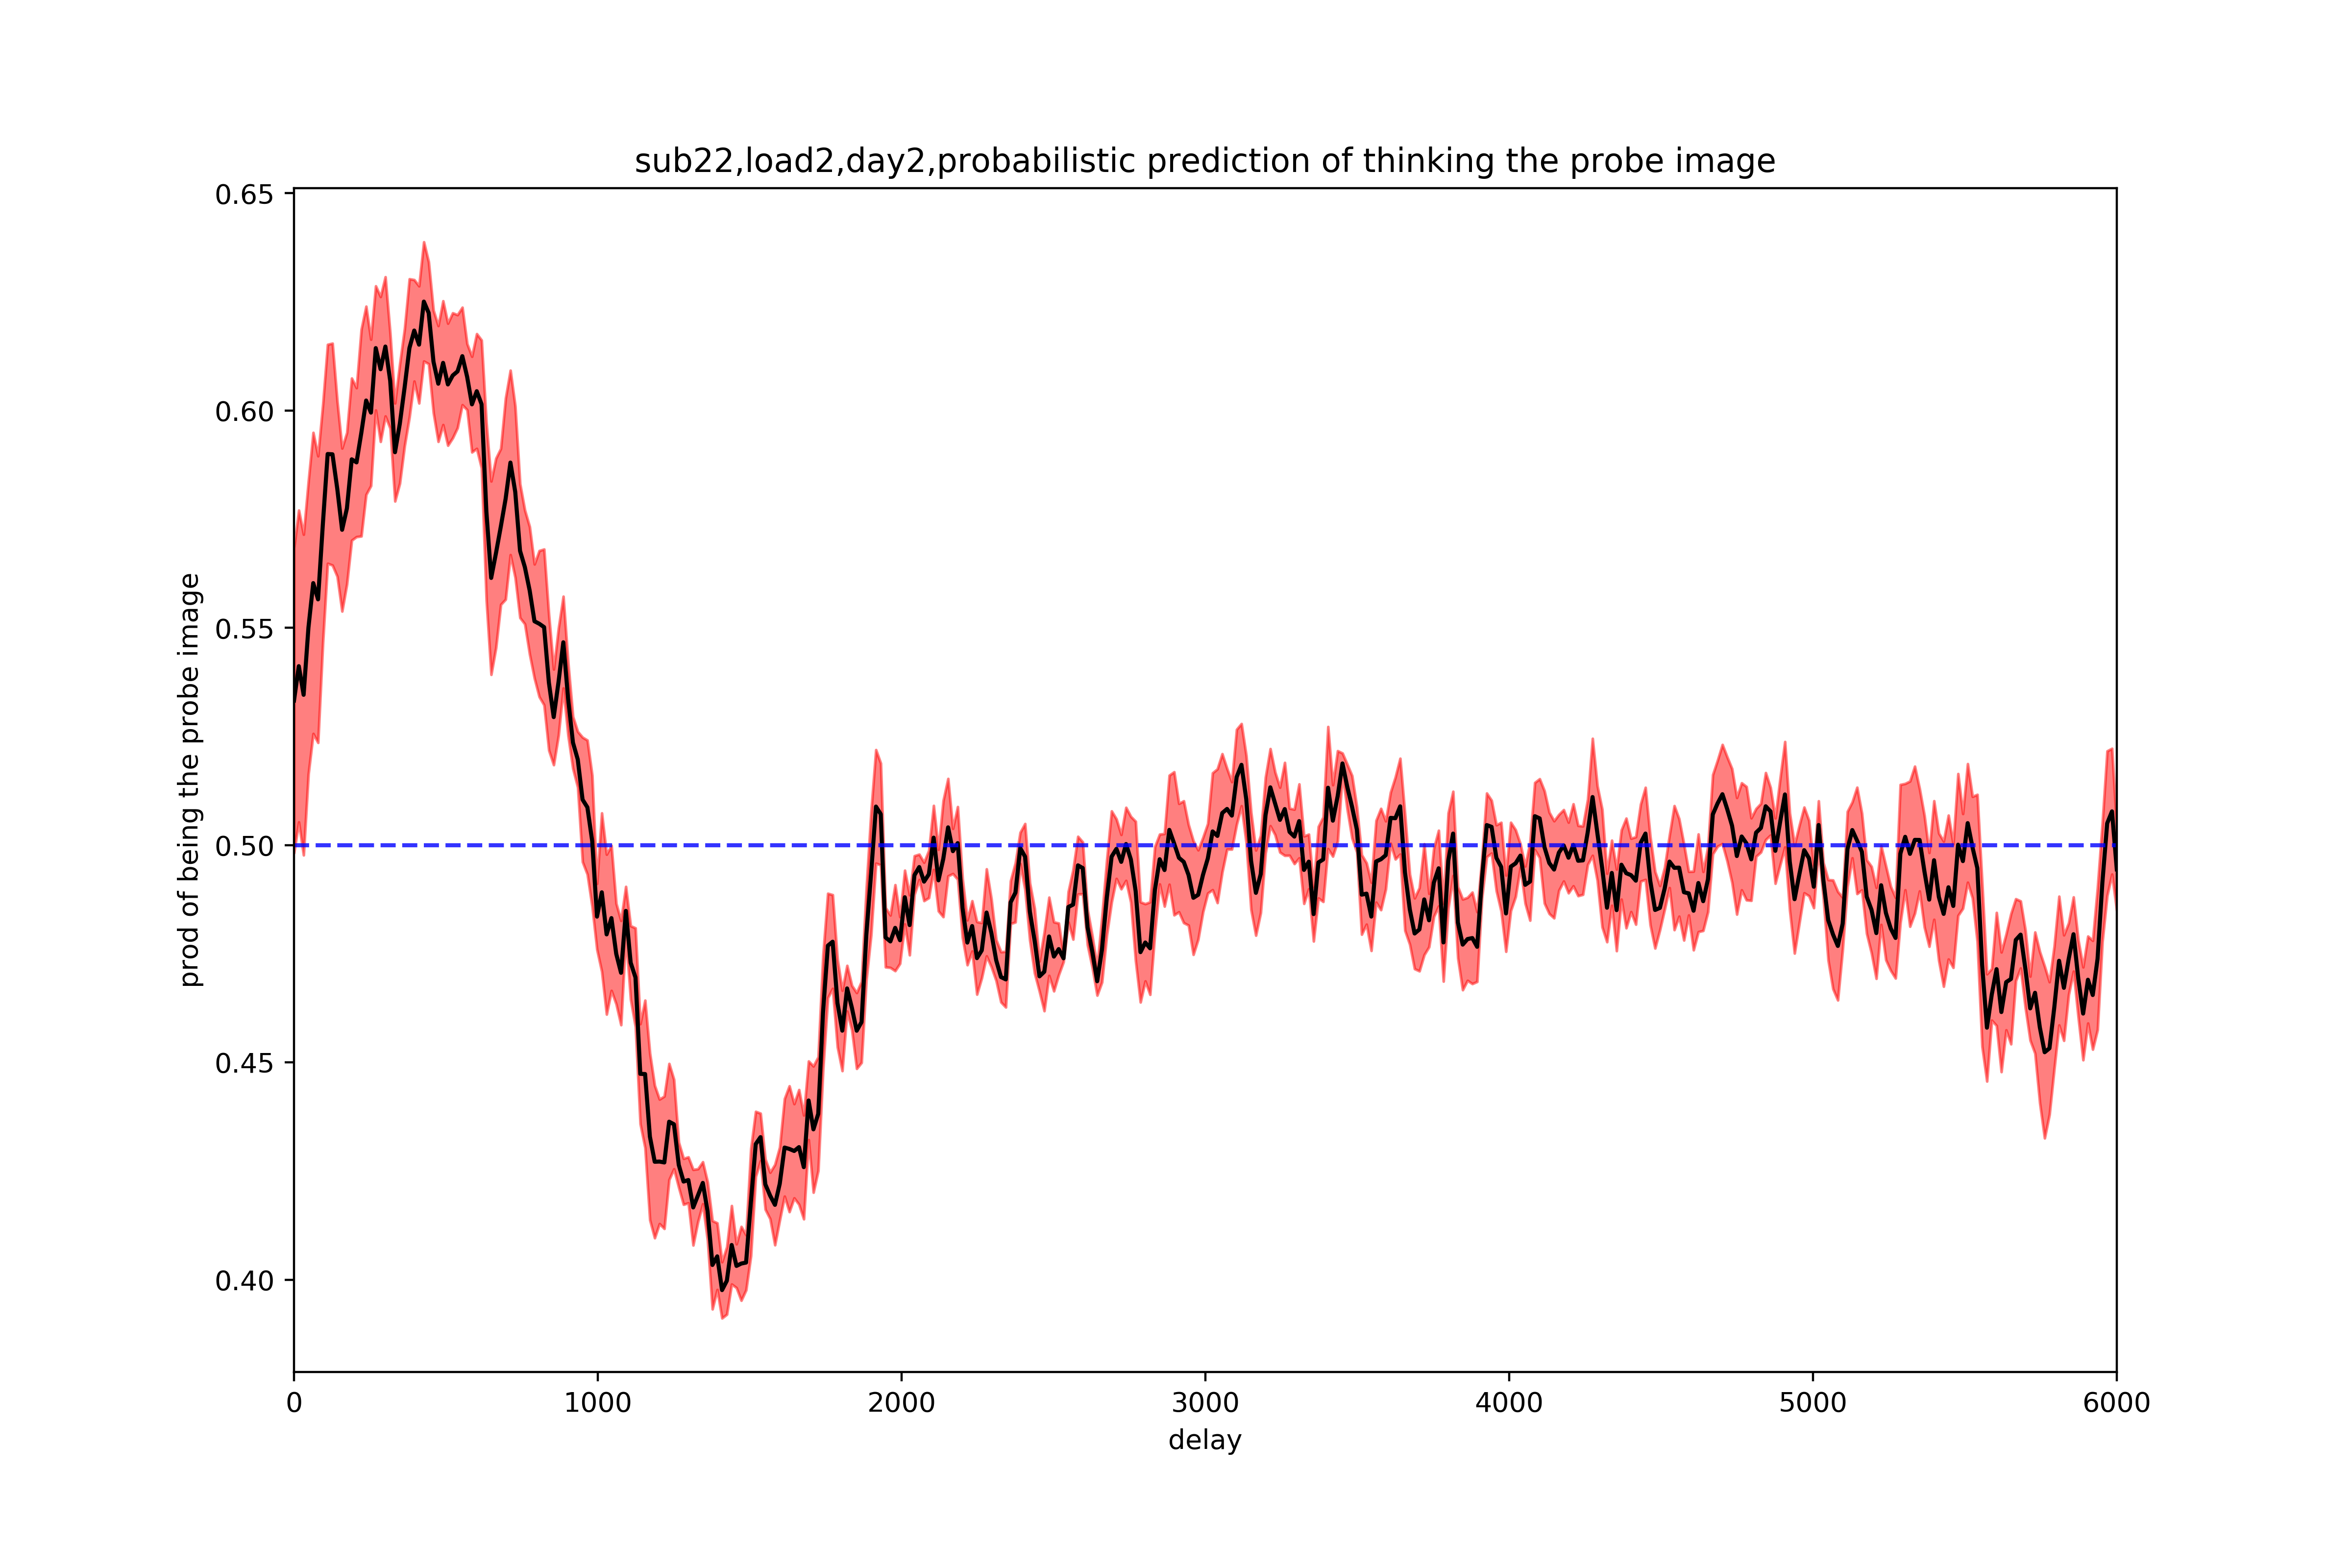 sub22,load2,day2,probabilistic prediction of thinking the probe image
0.65
0.60
0.55
0.50
0.45
0.40
prod of being the probe image
0 1000 2000 3000 4000 5000 6000
delay